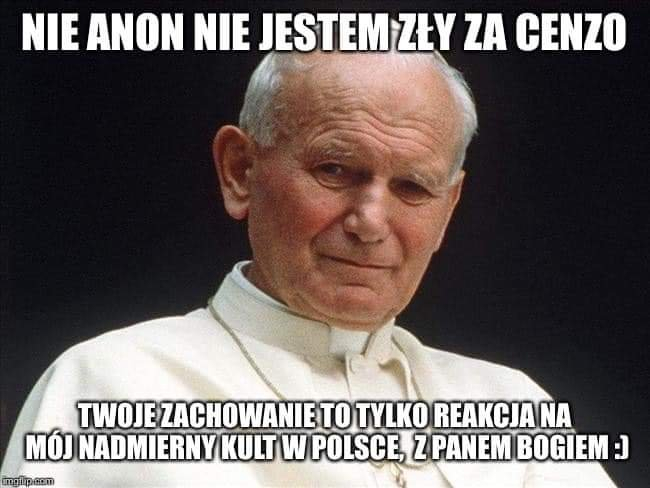 NIE ANON NIE JESTEM ZŁY ZA CENZO
TWOJE ZACHOWANIE TO TYLKO REAKCJA NA
MÓJ NADMIERNY KULT W POLSCE, Z PANEM BOGIEM :)
imgflip.com